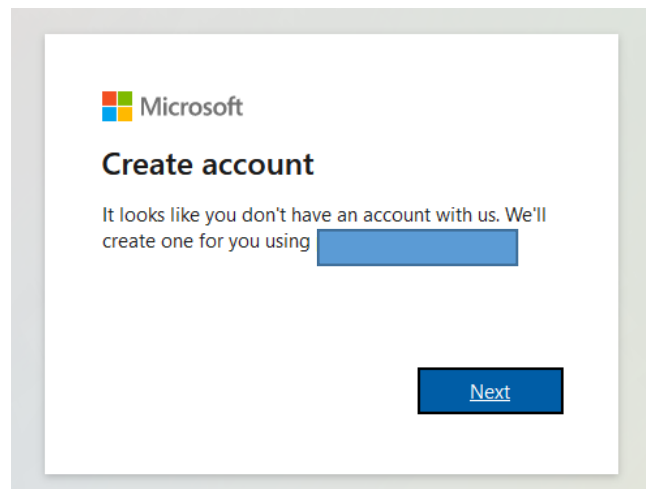 Microsoft
Create account
It looks like you don't have an account with us. We'll
create one for you using
Next